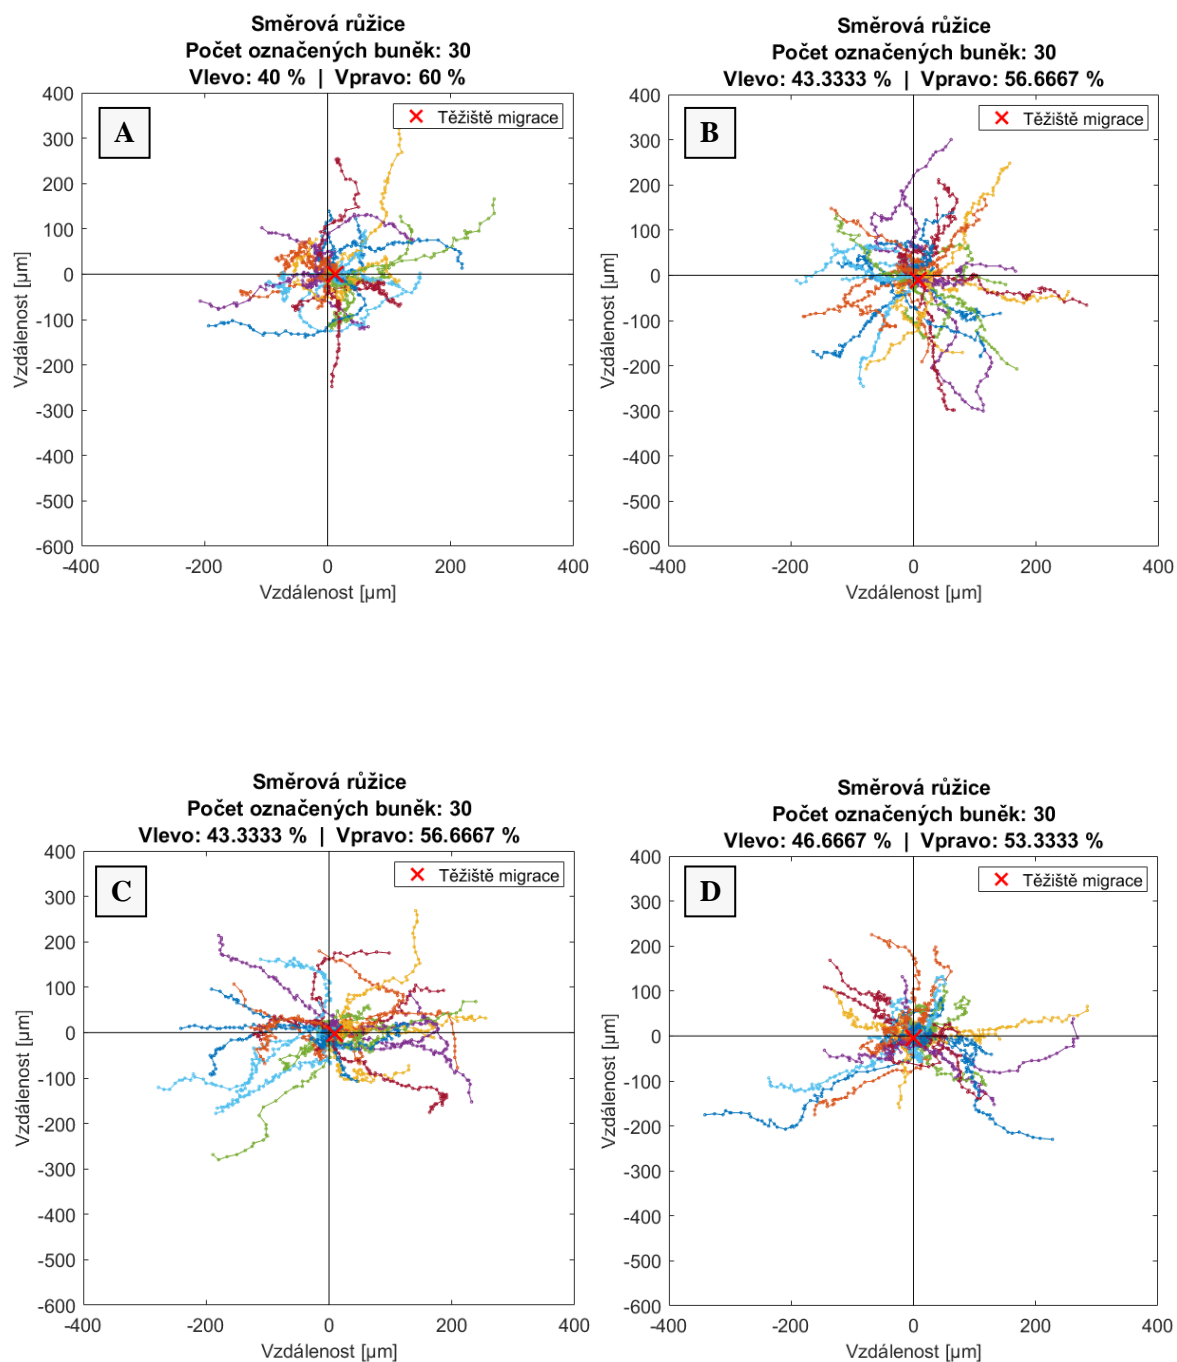 Směrová růžice
Počet označených buněk: 30
Vlevo: 40 % | Vpravo: 60 %
A
Těžiště migrace
400
300
200
100
0
-100
-200
-300
-400
-500
-600
Vzdálenost [µm]
-400
-200
0
200
400
Vzdálenost [µm]
Směrová růžice
Počet označených buněk: 30
Vlevo: 43.3333 % | Vpravo: 56.6667 %
B
Těžiště migrace
400
300
200
100
0
-100
-200
-300
-400
-500
-600
Vzdálenost [µm]
-400
-200
0
200
400
Vzdálenost [µm]
Směrová růžice
Počet označených buněk: 30
Vlevo: 43.3333 % | Vpravo: 56.6667 %
C
Těžiště migrace
400
300
200
100
0
-100
-200
-300
-400
-500
-600
Vzdálenost [µm]
-400
-200
0
200
400
Vzdálenost [µm]
Směrová růžice
Počet označených buněk: 30
Vlevo: 46.6667 % | Vpravo: 53.3333 %
D
Těžiště migrace
400
300
200
100
0
-100
-200
-300
-400
-500
-600
Vzdálenost [µm]
-400
-200
0
200
400
Vzdálenost [µm]